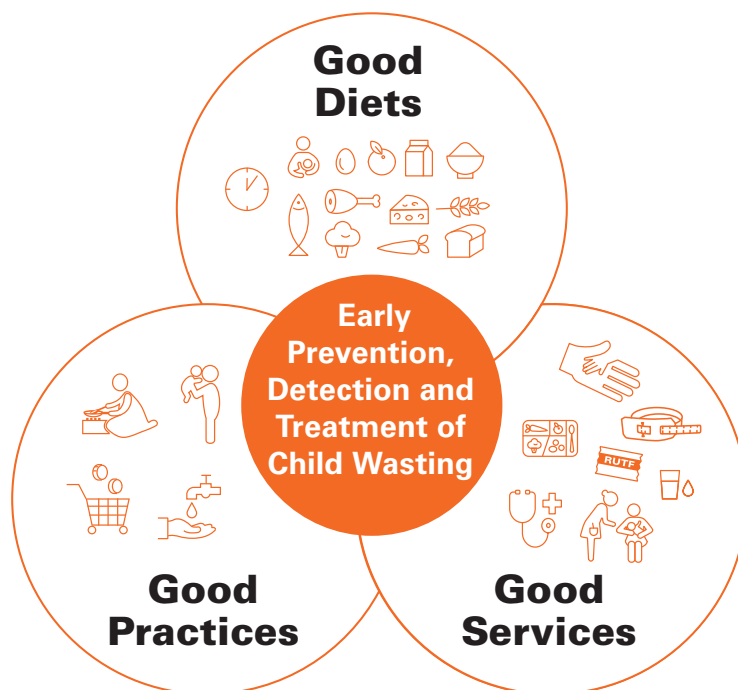 Good
Diets
Early
Prevention,
Detection and
Treatment of
Child Wasting
RUTF
Good
Practices
Good
Services